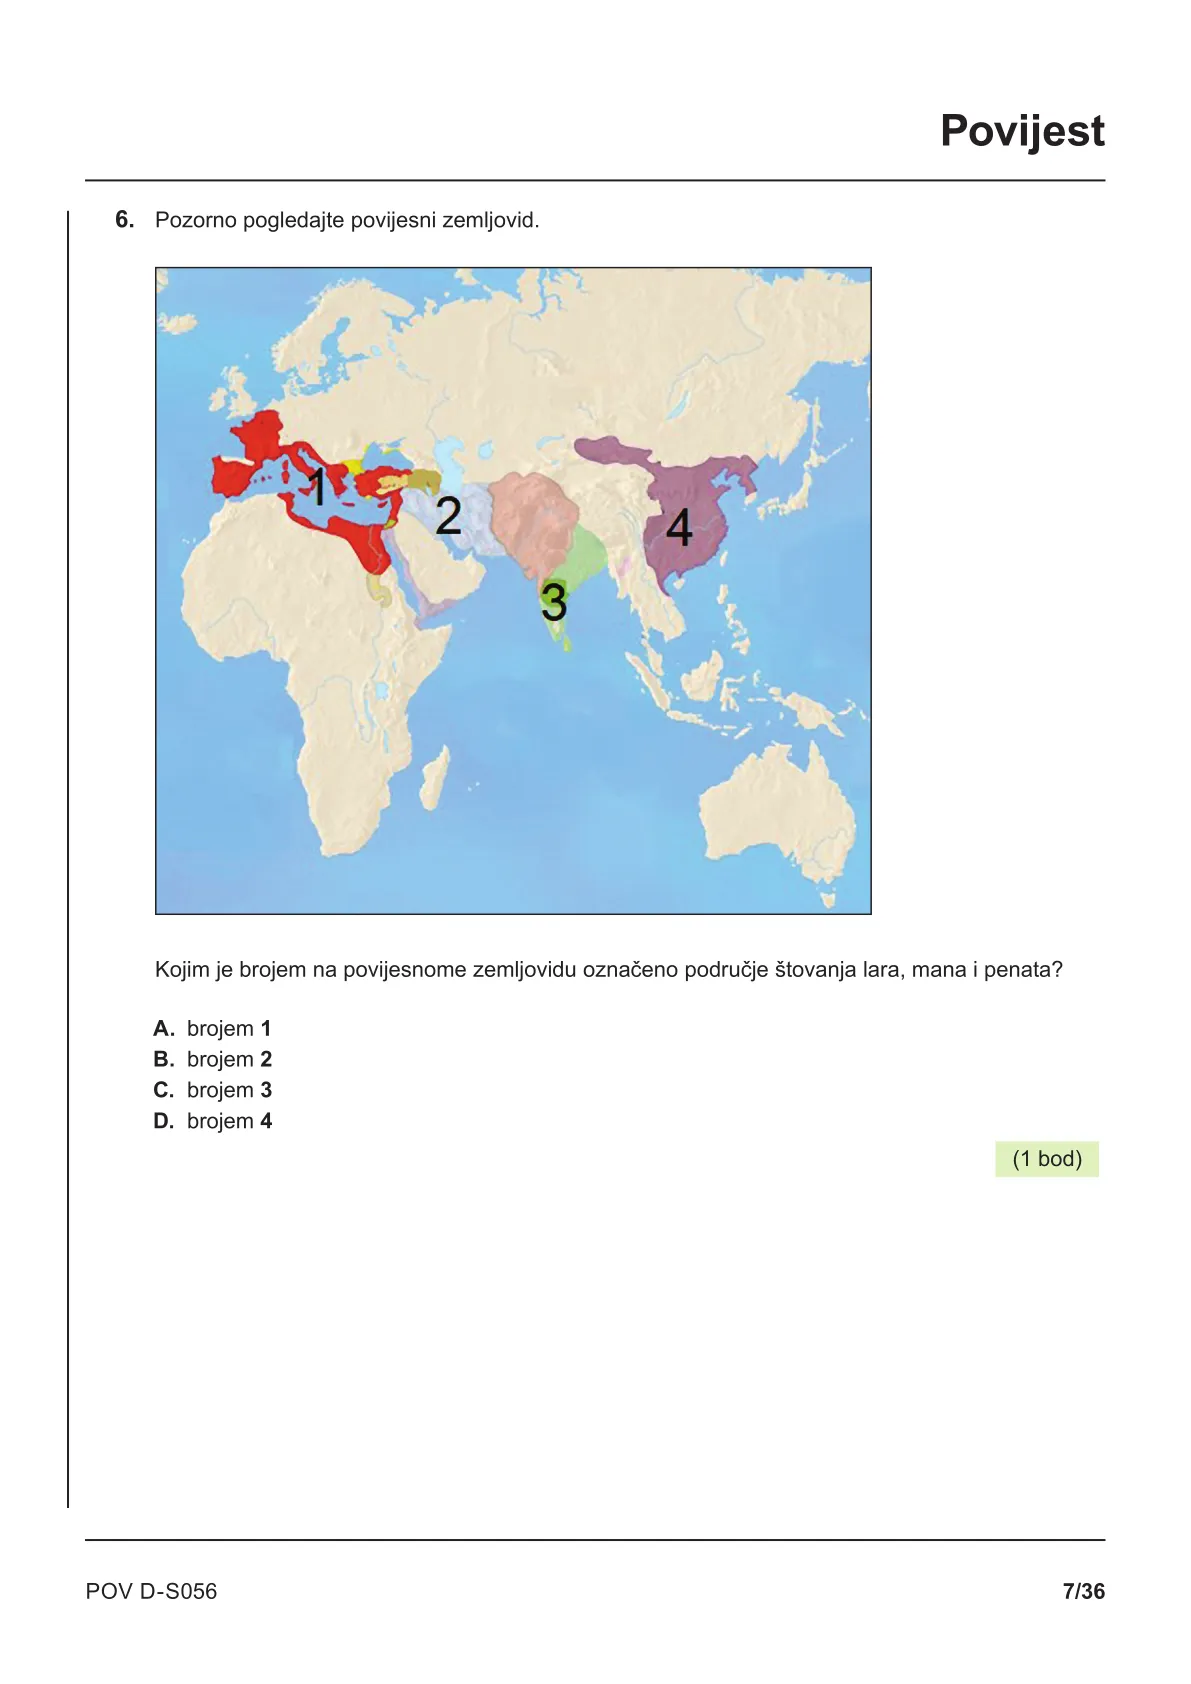 Povijest
6. Pozorno pogledajte povijesni zemljovid.
1
2
3
4
Kojim je brojem na povijesnome zemljovidu označeno područje štovanja lara, mana i penata?
A. brojem 1
B. brojem 2
C. brojem 3
D. brojem 4
(1 bod)
POV D-S056
7/36